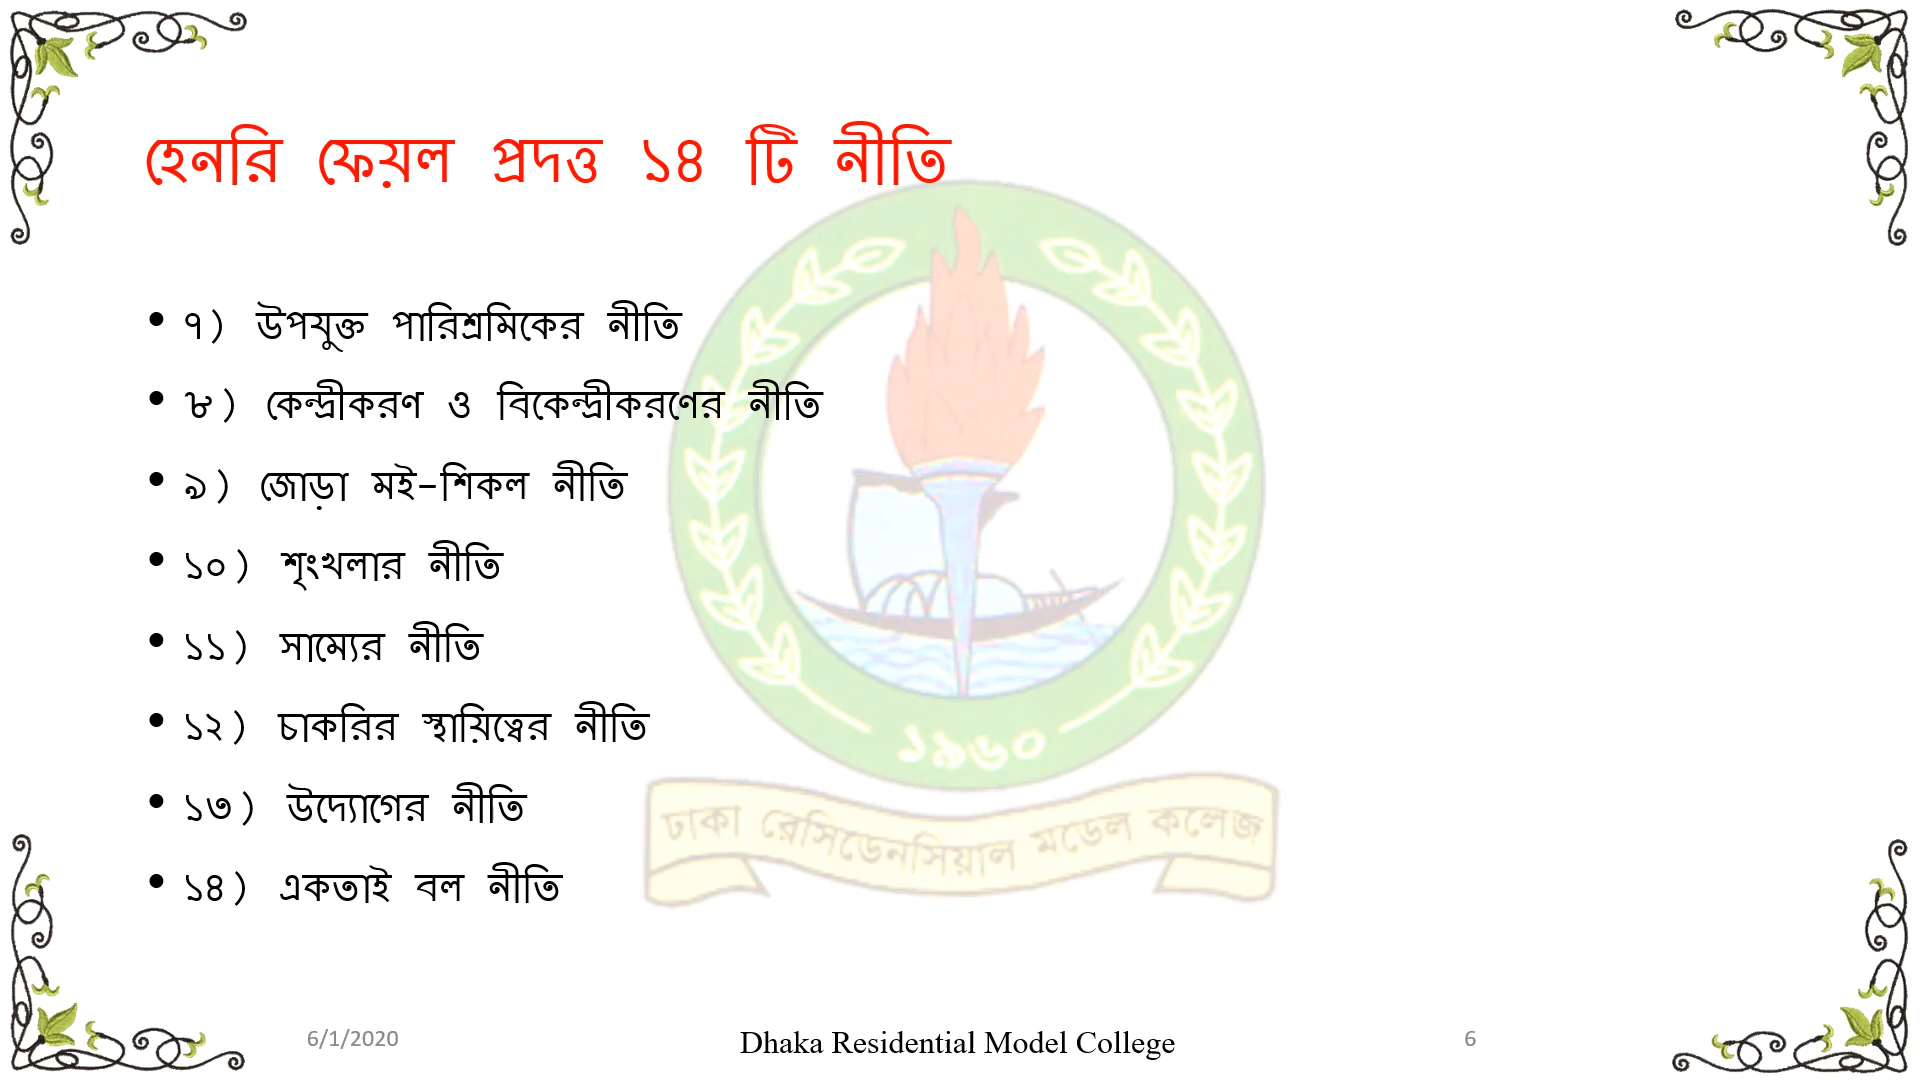 হেনরি ফেয়ল প্রদত্ত ১৪ টি নীতি
• ৭) উপযুক্ত পারিশ্রমিকের নীতি
• ৮) কেন্দ্রীকরণ ও বিকেন্দ্রীকরণের নীতি
• ৯) জোড়া মই-শিকল নীতি
• ১০) শৃংখলার নীতি
• ১১) সাম্যের নীতি
• ১২) চাকরির স্থায়িত্বের নীতি
• ১৩) উদ্যোগের নীতি
• ১৪) একতাই বল নীতি
১৯৬০
ঢাকা রেসিডেনসিয়াল মডেল কলেজ
6/1/2020
Dhaka Residential Model College
6